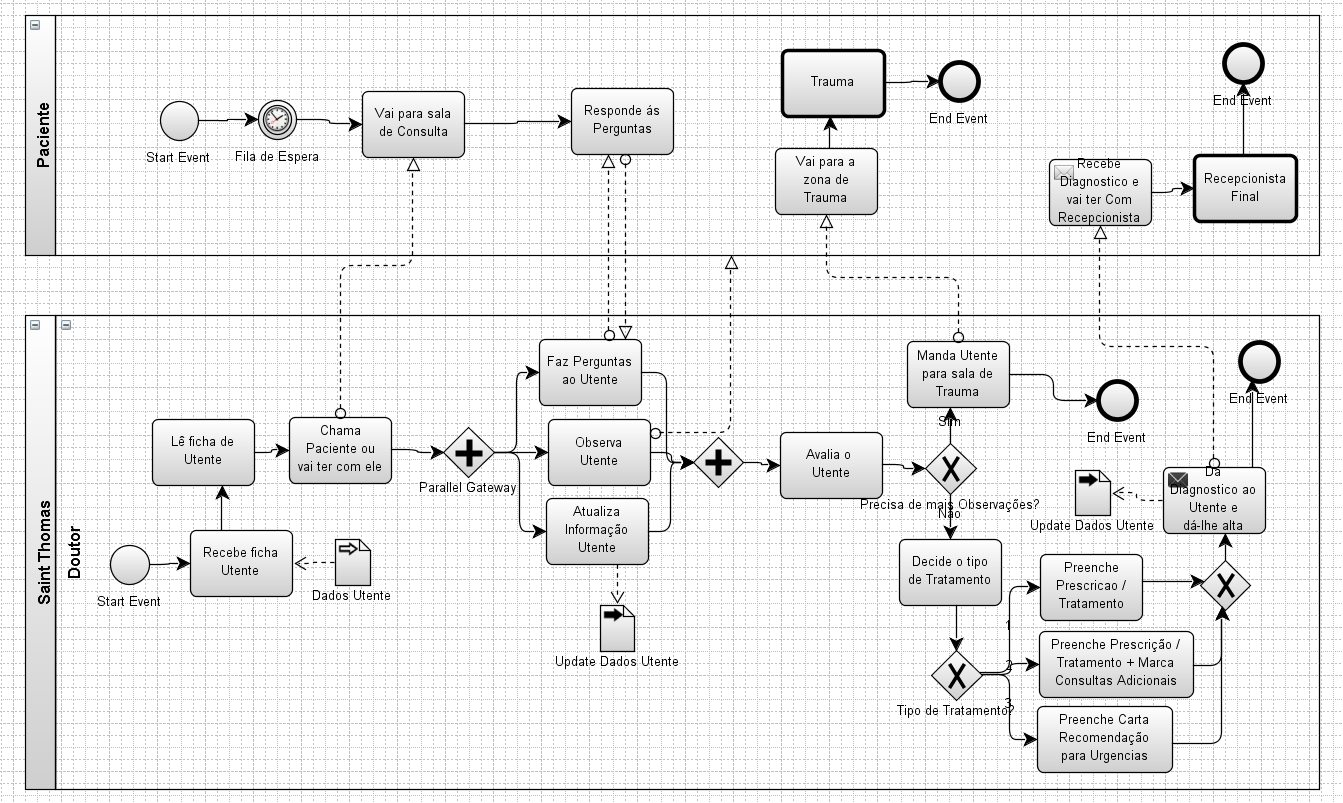 Paciente
Start Event
Fila de Espera
Vai para sala
de Consulta
Responde ás
Perguntas
Trauma
End Event
Vai para a
zona de
Trauma
Recebe
Diagnostico e
vai ter Com
Recepcionista
Recepcionista
Final
End Event
Saint Thomas
Doutor
Start Event
Recebe ficha
Utente
Dados Utente
Lê ficha de
Utente
Chama
Paciente ou
vai ter com ele
Parallel Gateway
Faz Perguntas
ao Utente
Observa
Utente
Atualiza
Informação
Utente
Update Dados Utente
Avalia o
Utente
Precisa de mais Observações?
Sim
Manda Utente
para sala de
Trauma
End Event
Não
Decide o tipo
de Tratamento
Tipo de Tratamento?
1
2
3
Preenche
Prescricao /
Tratamento
Preenche Prescrição /
Tratamento + Marca
Consultas Adicionais
Preenche Carta
Recomendação
para Urgencias
Da
Diagnostico ao
Utente e
dá-lhe alta
Update Dados Utente
End Event